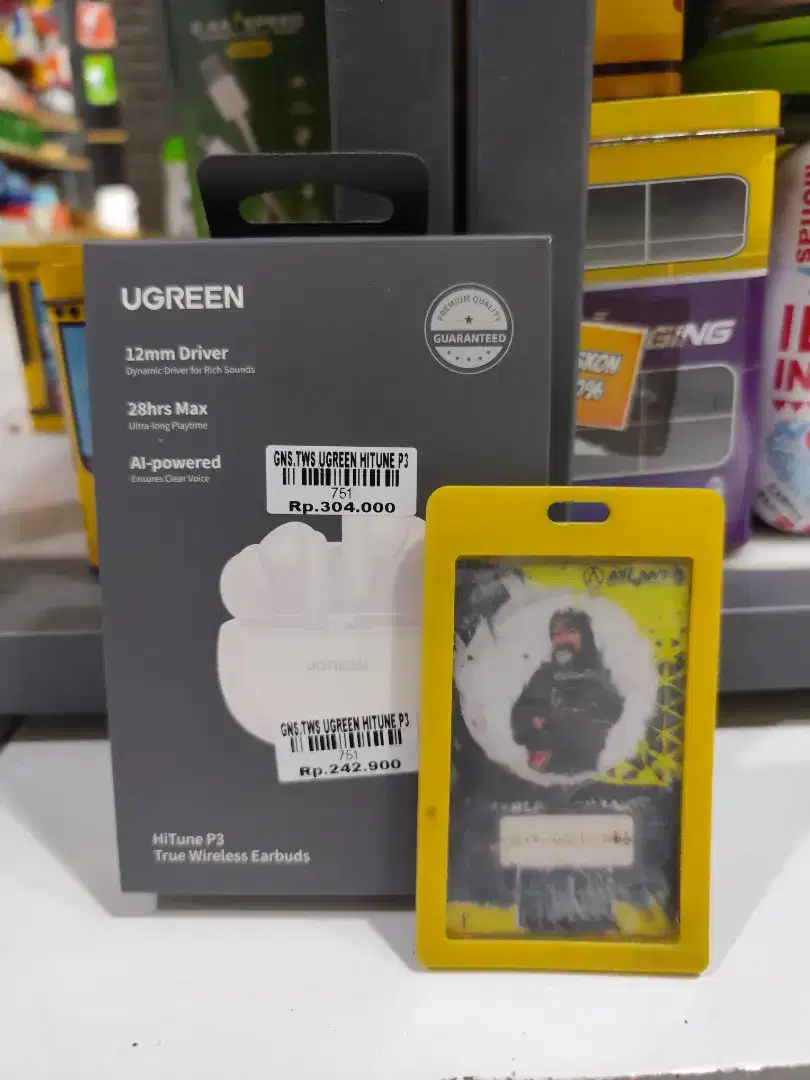 UGREEN
PREMIUM QUALITY
GUARANTEED
12mm Driver
Dynamic Driver for Rich Sounds
28hrs Max
Ultra-long Playtime
AI-powered
Ensures Clear Voice
GNS.TWS UGREEN HITUNE P3
751
Rp.304.000
UGREEN
GNS.TWS UGREEN HITUNE P3
751
Rp.242.900
HiTune P3
True Wireless Earbuds
GING